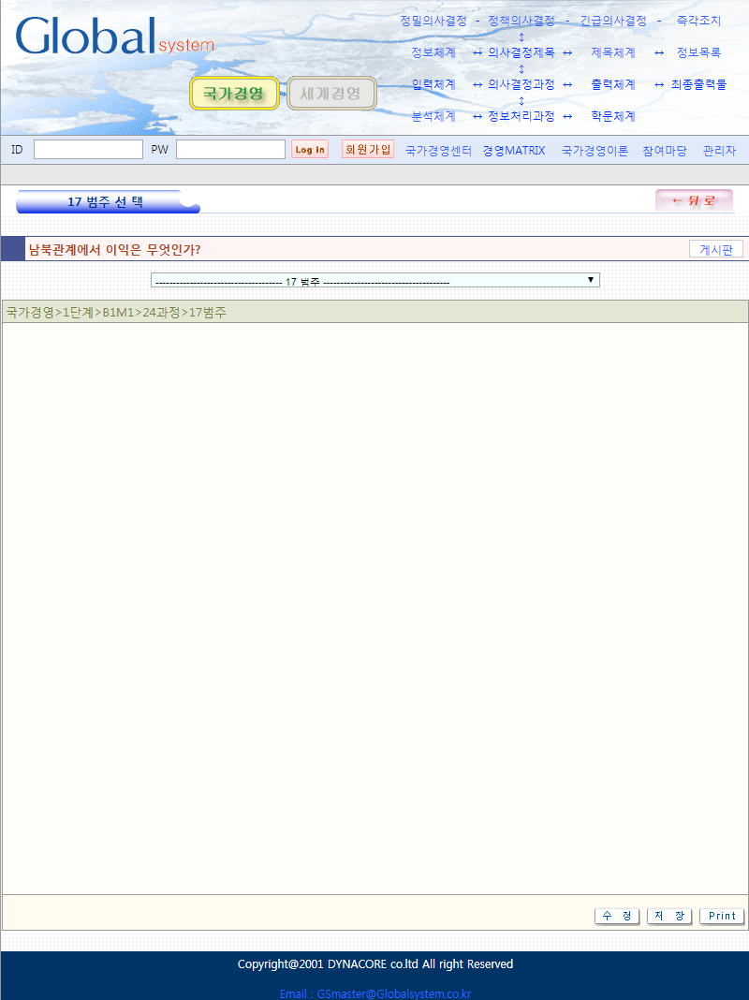 Global system
정밀의사결정 - 정책의사결정 - 긴급의사결정 - 즉각조치
↕
정보체계 ↔ 의사결정제목 ↔ 제목체계 ↔ 정보목록
↕
입력체계 ↔ 의사결정과정 ↔ 출력체계 ↔ 최종출력물
↕
분석체계 ↔ 정보처리과정 ↔ 학문체계
국가경영 세계경영
ID PW Log in 회원가입 국가경영센터 경영MATRIX 국가경영이론 참여마당 관리자
17 범주 선 택
← 뒤 로
남북관계에서 이익은 무엇인가?
게시판
------------------------------------- 17 범주 ------------------------------------- ▼
국가경영>1단계>B1M1>24과정>17범주
수 정 저 장 Print
Copyright@2001 DYNACORE co.ltd All right Reserved
Email : GSmaster@Globalsystem.co.kr